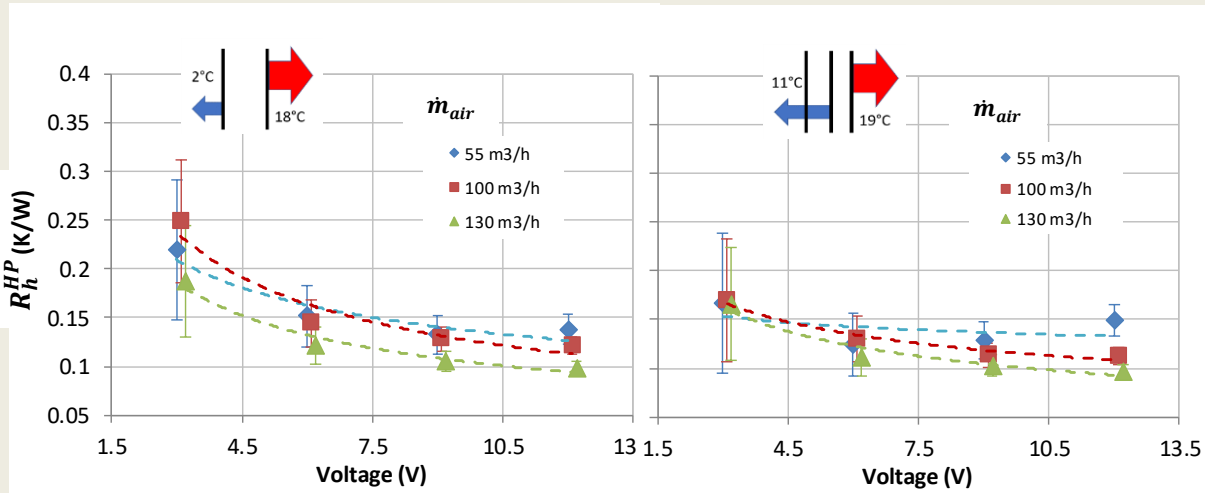 2°C
18°C
ṁ_air
55 m3/h
100 m3/h
130 m3/h
0.4
0.35
0.3
0.25
0.2
0.15
0.1
0.05
R_h^HP (K/W)
1.5 4.5 7.5 10.5 13
Voltage (V)
11°C
19°C
ṁ_air
55 m3/h
100 m3/h
130 m3/h
1.5 4.5 7.5 10.5 13.5
Voltage (V)